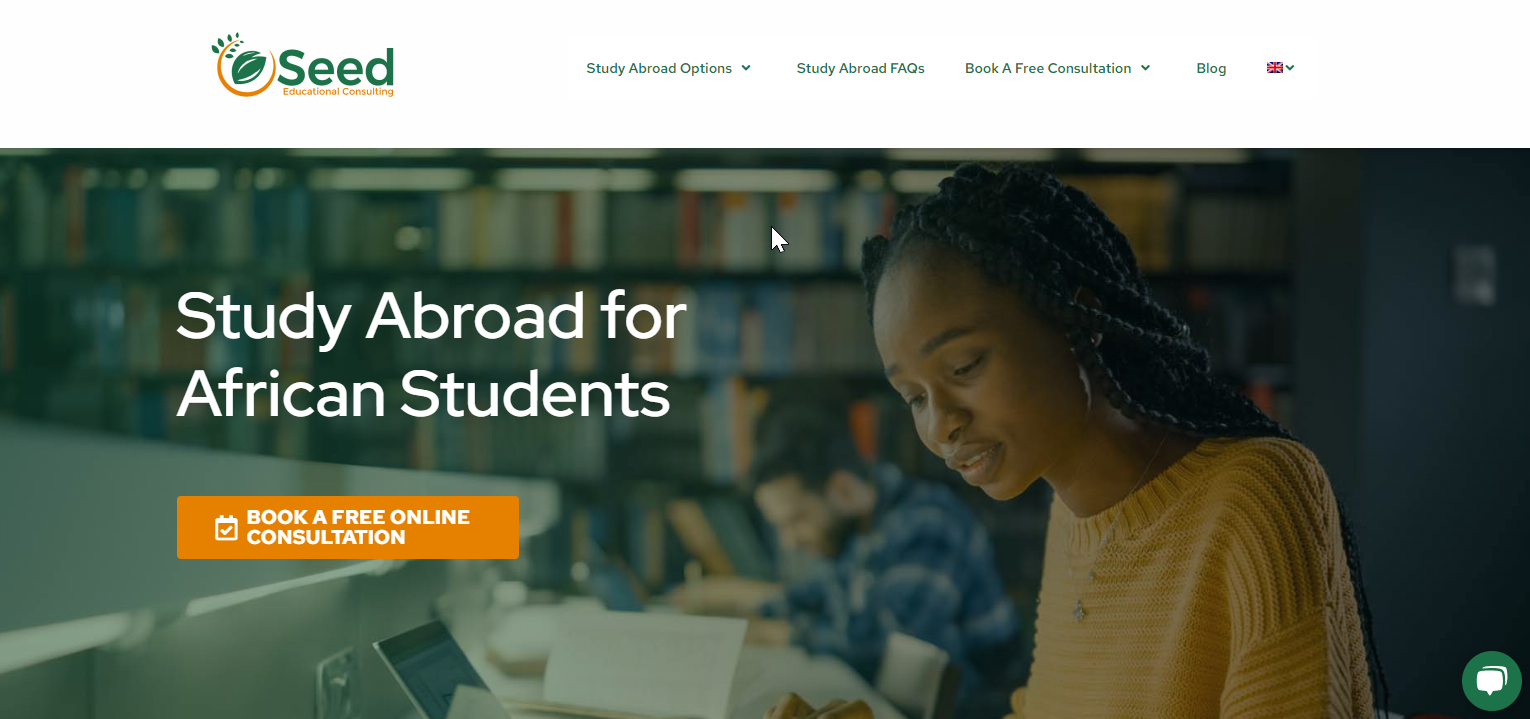 Seed
Educational Consulting
Study Abroad Options
Study Abroad FAQs
Book A Free Consultation
Blog
Study Abroad for
African Students
BOOK A FREE ONLINE
CONSULTATION